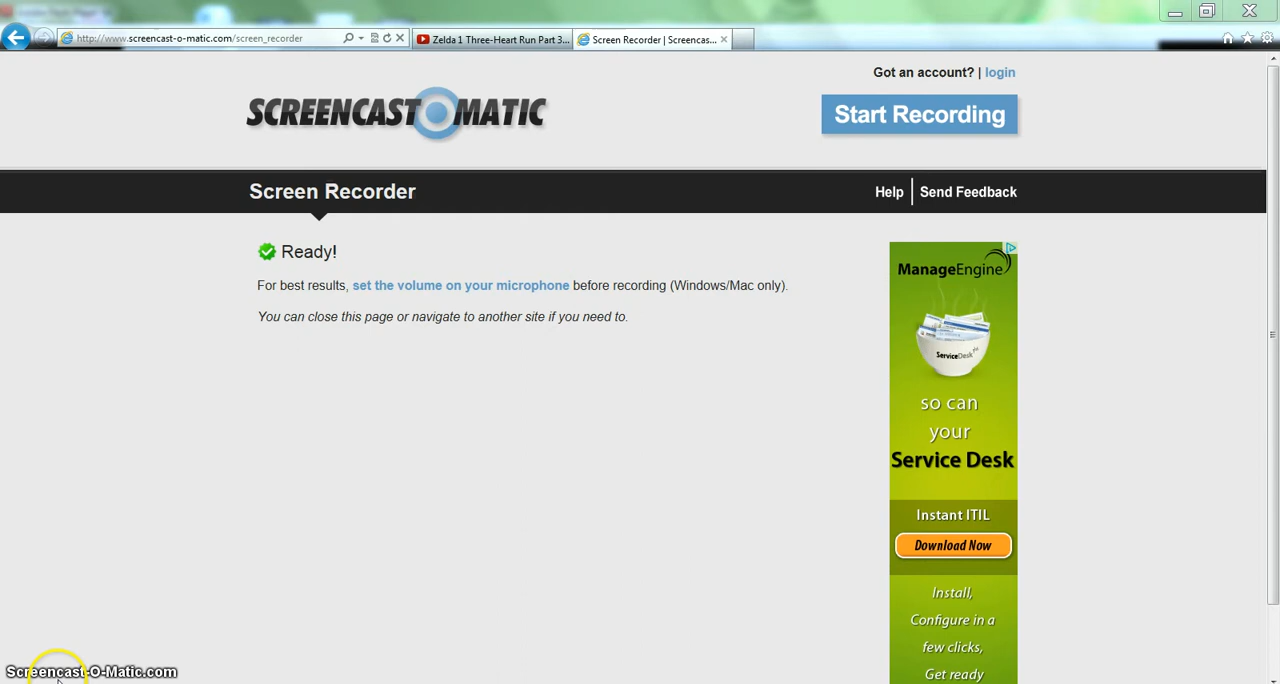 http://www.screencast-o-matic.com/screen_recorder
Zelda 1 Three-Heart Run Part 3...
Screen Recorder | Screencas...
Got an account? | login
SCREENCAST O MATIC
Start Recording
Screen Recorder
Help | Send Feedback
Ready!
For best results, set the volume on your microphone before recording (Windows/Mac only).
You can close this page or navigate to another site if you need to.
ManageEngine
ServiceDesk
so can
your
Service Desk
Instant ITIL
Download Now
Install,
Configure in a
few clicks,
Get ready
Screencast-O-Matic.com